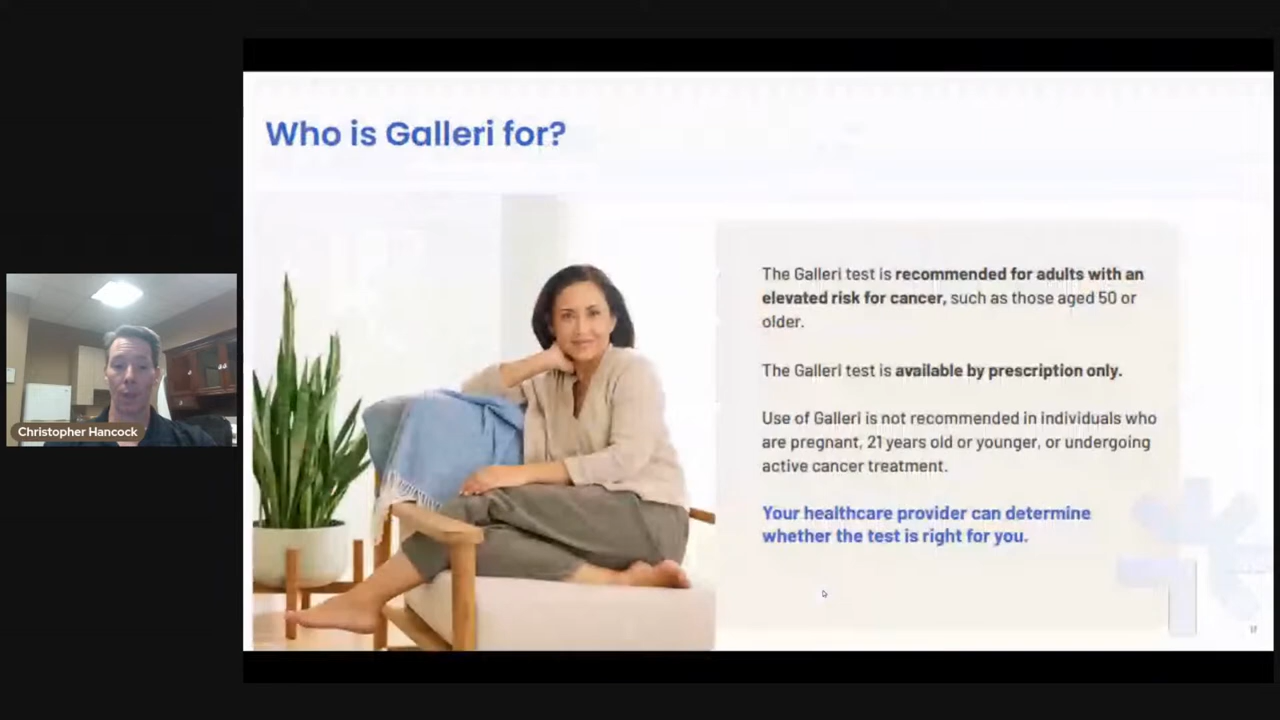 Who is Galleri for?
The Galleri test is recommended for adults with an
elevated risk for cancer, such as those aged 50 or
older.
The Galleri test is available by prescription only.
Use of Galleri is not recommended in individuals who
are pregnant, 21 years old or younger, or undergoing
active cancer treatment.
Your healthcare provider can determine
whether the test is right for you.
Christopher Hancock